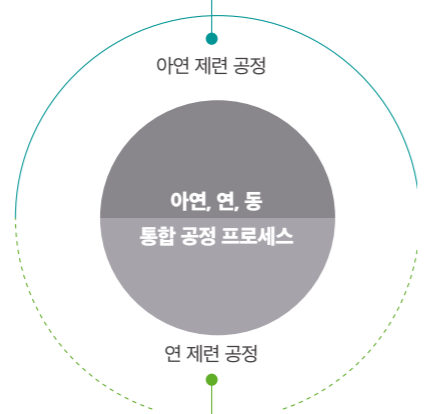 아연 제련 공정
아연, 연, 동
통합 공정 프로세스
연 제련 공정